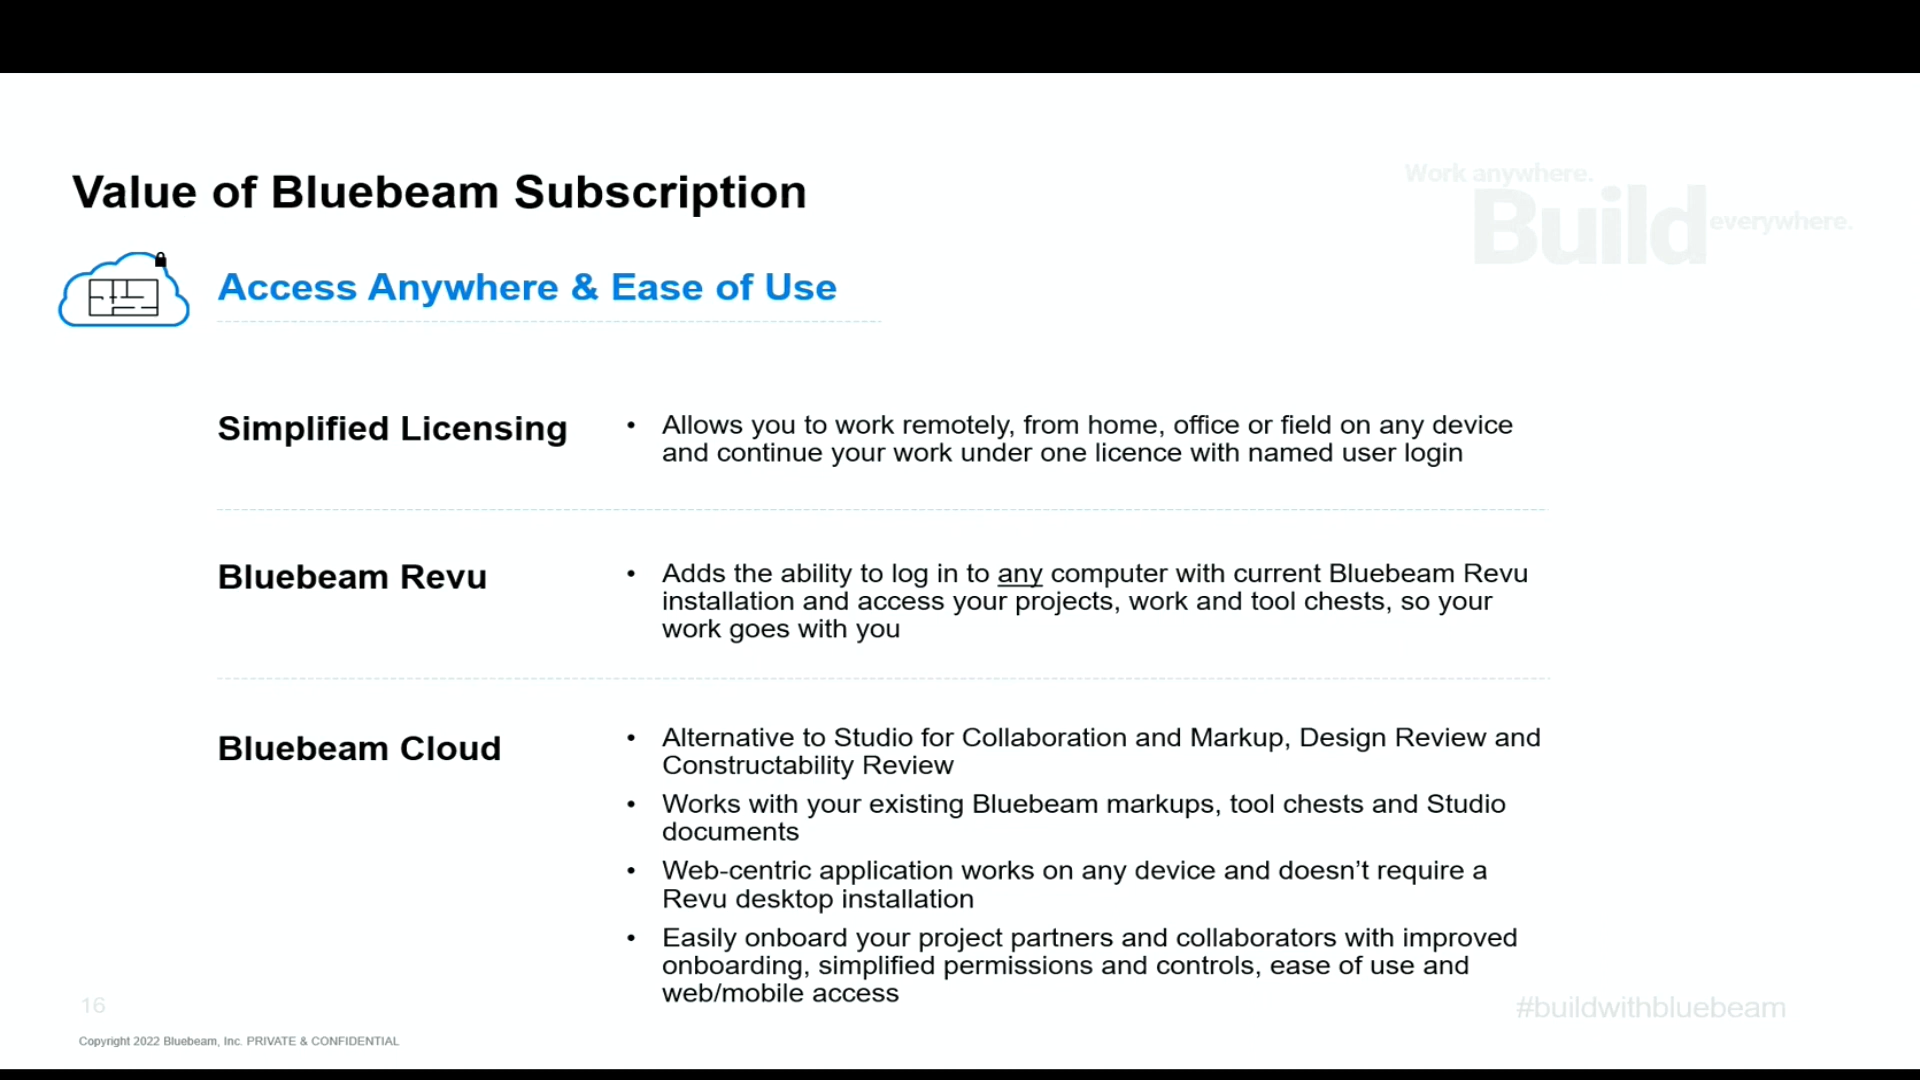 Work anywhere.
Build everywhere.
Value of Bluebeam Subscription
Access Anywhere & Ease of Use
Simplified Licensing
• Allows you to work remotely, from home, office or field on any device
and continue your work under one licence with named user login
Bluebeam Revu
• Adds the ability to log in to any computer with current Bluebeam Revu
installation and access your projects, work and tool chests, so your
work goes with you
Bluebeam Cloud
• Alternative to Studio for Collaboration and Markup, Design Review and
Constructability Review
• Works with your existing Bluebeam markups, tool chests and Studio
documents
• Web-centric application works on any device and doesn’t require a
Revu desktop installation
• Easily onboard your project partners and collaborators with improved
onboarding, simplified permissions and controls, ease of use and
web/mobile access
16
#buildwithbluebeam
Copyright 2022 Bluebeam, Inc. PRIVATE & CONFIDENTIAL